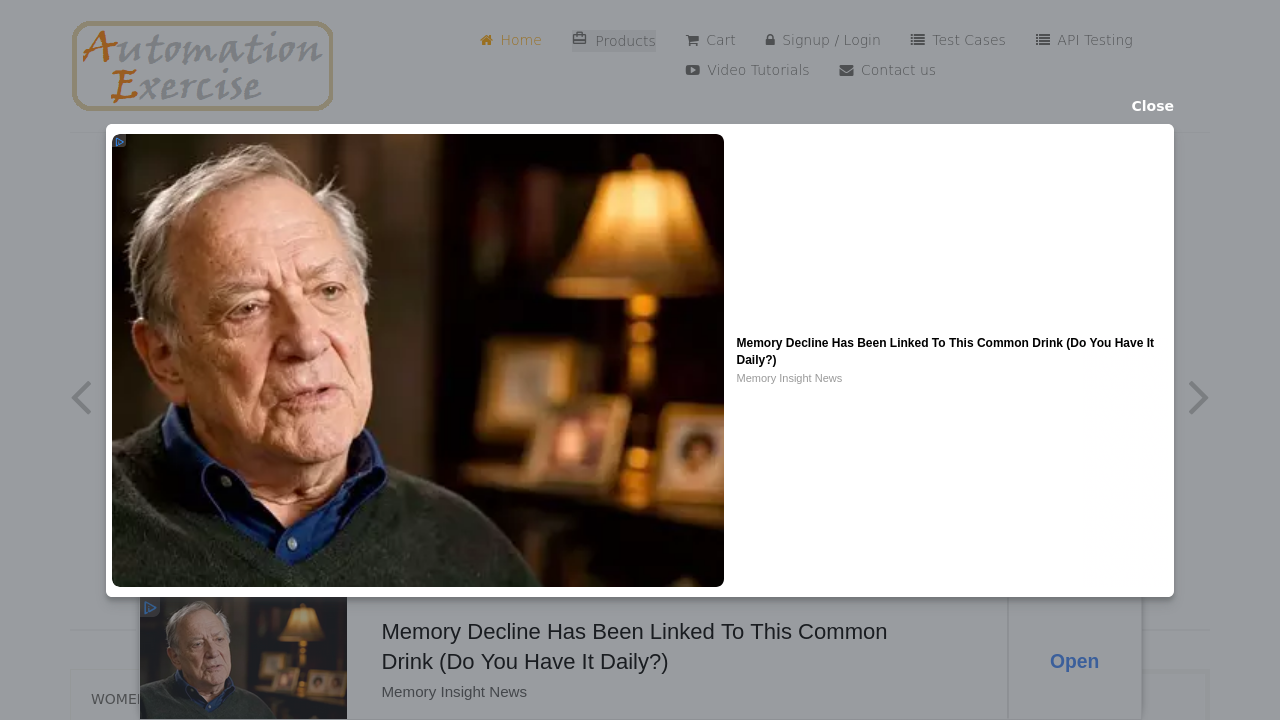 Automation
Exercise
Home
Products
Cart
Signup / Login
Test Cases
API Testing
Video Tutorials
Contact us
Close
Memory Decline Has Been Linked To This Common Drink (Do You Have It
Daily?)
Memory Insight News
Memory Decline Has Been Linked To This Common
Drink (Do You Have It Daily?)
Memory Insight News
Open
WOME